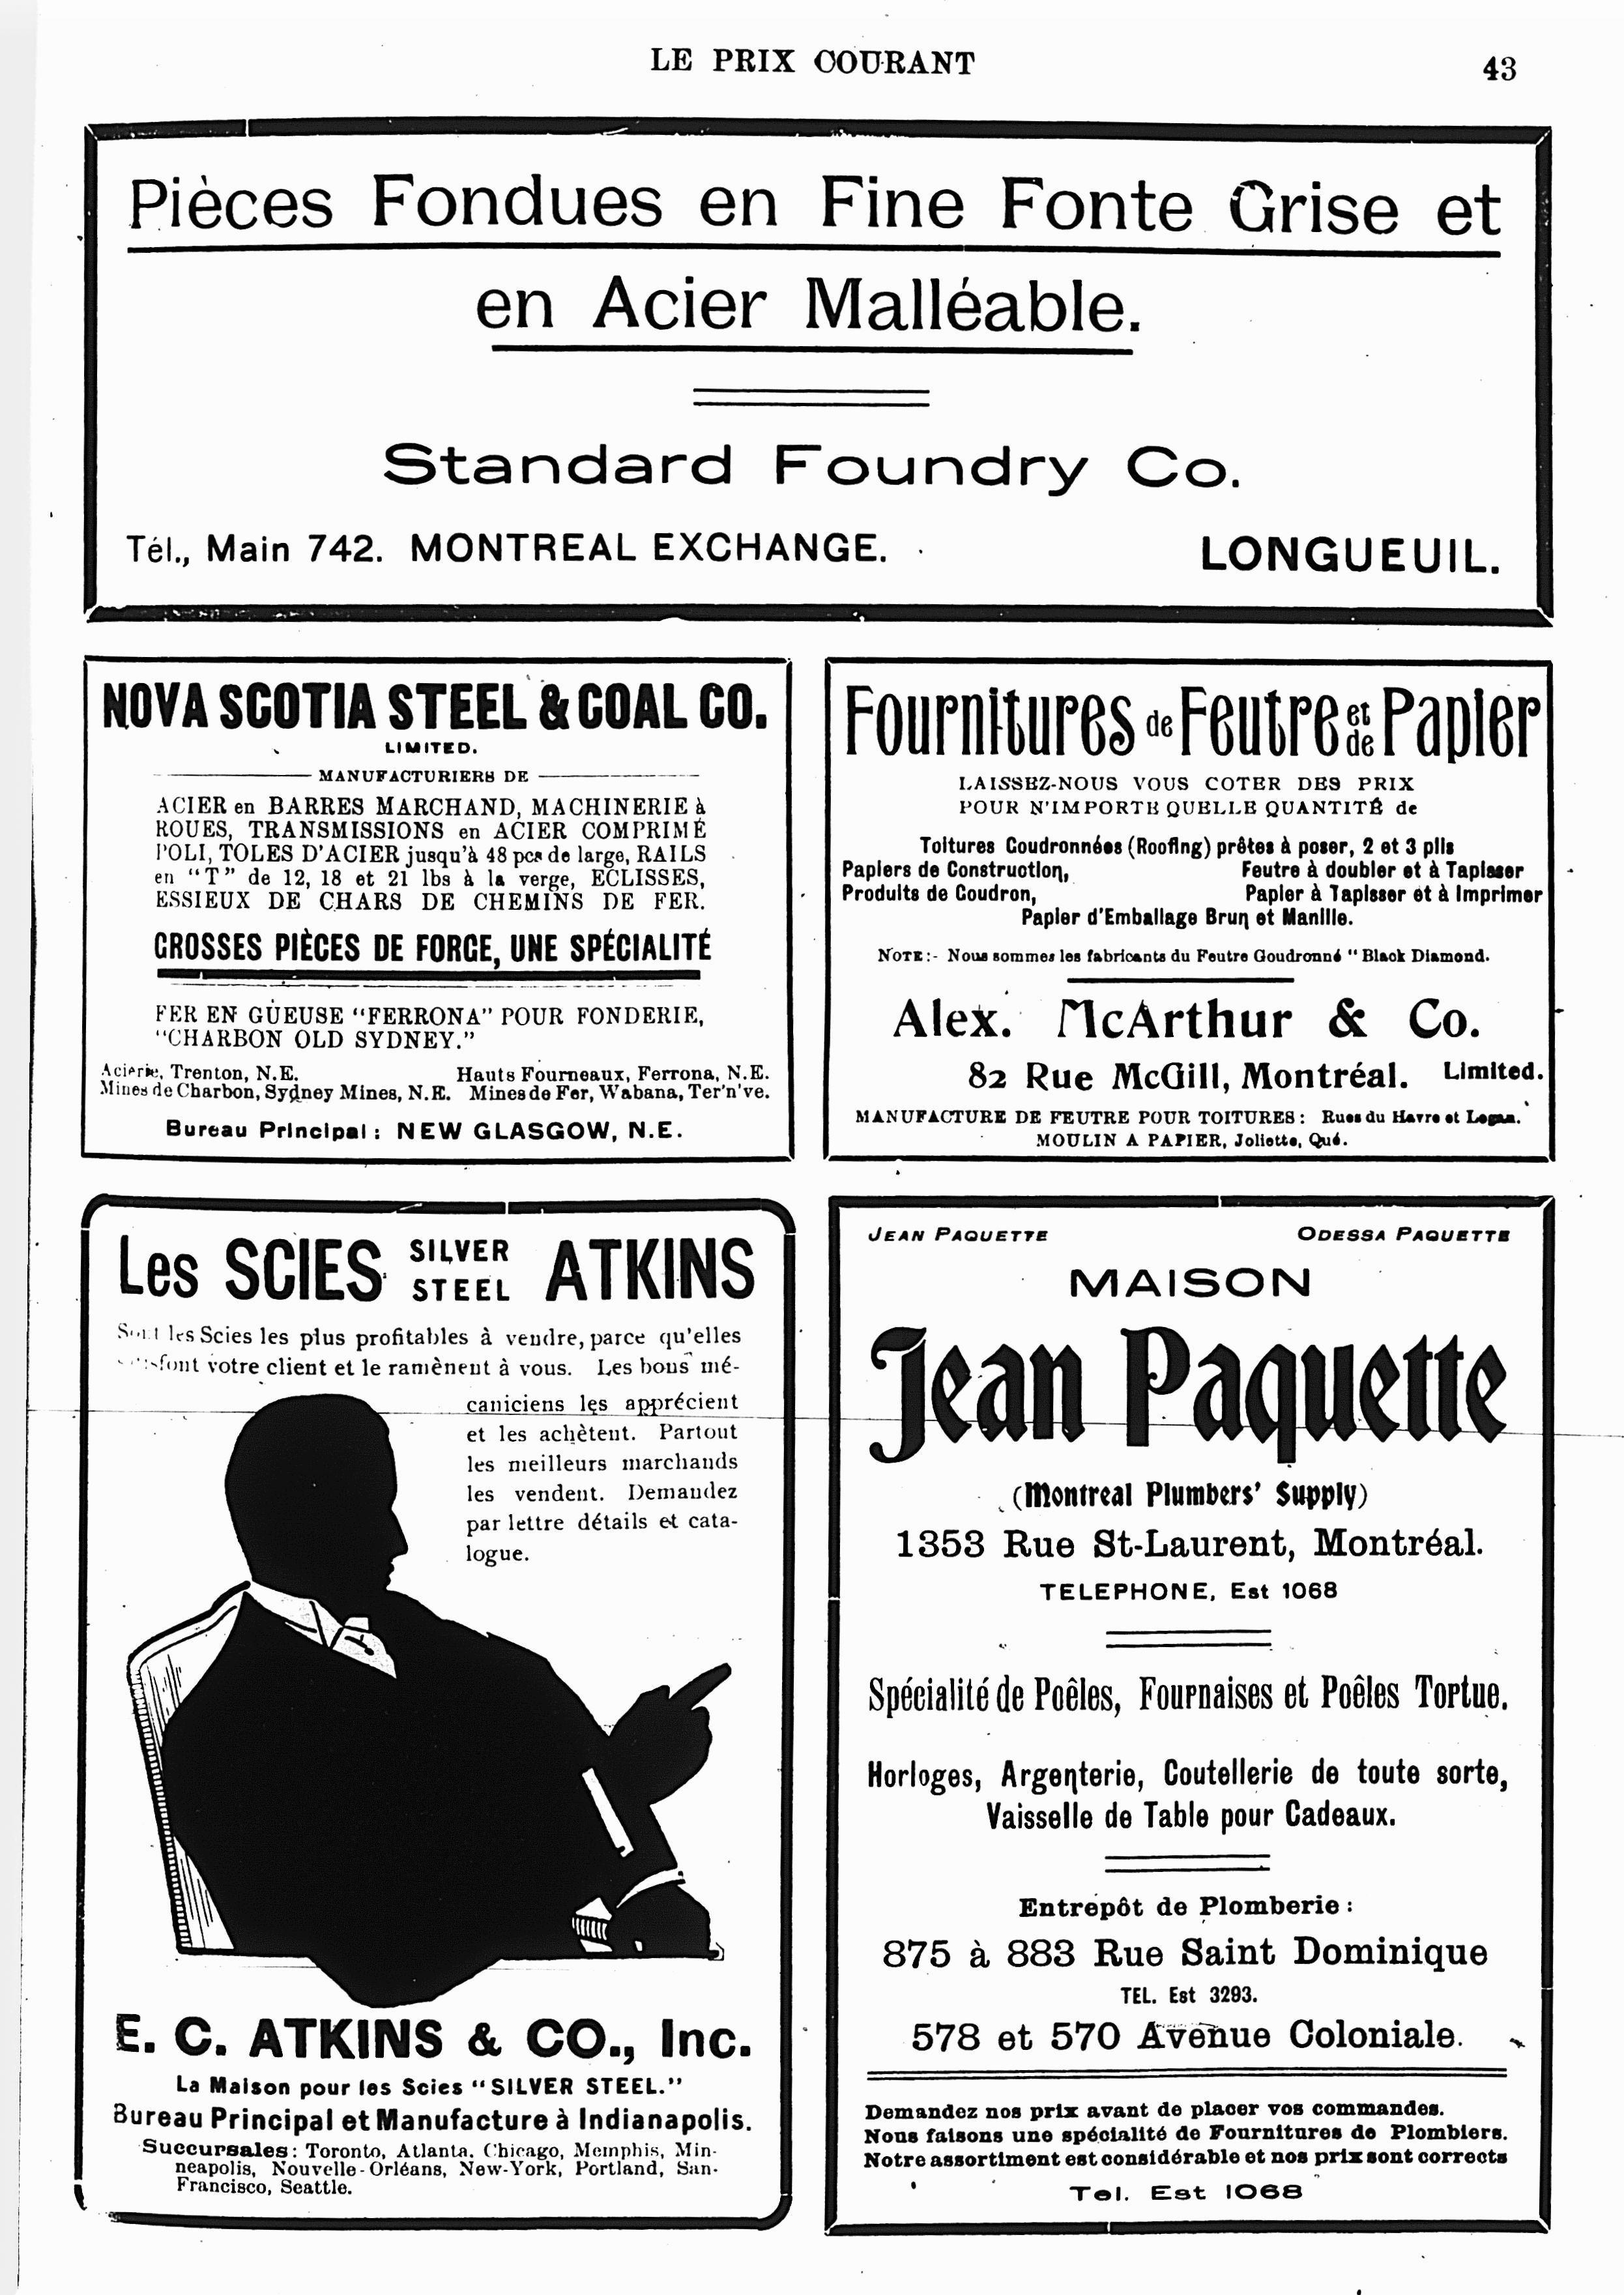 LE PRIX COURANT
43
Pièces Fondues en Fine Fonte Grise et
en Acier Malléable.
Standard Foundry Co.
Tél., Main 742. MONTREAL EXCHANGE. LONGUEUIL.
NOVA SCOTIA STEEL & COAL CO.
LIMITED.
MANUFACTURIERS DE
ACIER en BARRES MARCHAND, MACHINERIE à
ROUES, TRANSMISSIONS en ACIER COMPRIMÉ
POLI, TOLES D'ACIER jusqu'à 48 pcs de large, RAILS
en "T" de 12, 18 et 21 lbs à la verge, ECLISSES,
ESSIEUX DE CHARS DE CHEMINS DE FER.
GROSSES PIÈCES DE FORGE, UNE SPÉCIALITÉ
FER EN GUEUSE "FERRONA" POUR FONDERIE,
"CHARBON OLD SYDNEY."
Acierie, Trenton, N.E. Hauts Fourneaux, Ferrona, N.E.
Mines de Charbon, Sydney Mines, N.E. Mines de Fer, Wabana, Ter'n've.
Bureau Principal: NEW GLASGOW, N.E.
Fournitures de Feutre et de Papier
LAISSEZ-NOUS VOUS COTER DES PRIX
POUR N'IMPORTE QUELLE QUANTITÉ de
Toitures Coudronnées (Roofing) prêtes à poser, 2 et 3 plis
Papiers de Construction, Feutre à doubler et à Tapisser
Produits de Goudron, Papier à Tapisser et à Imprimer
Papier d'Emballage Brun et Manille.
NOTE:- Nous sommes les fabricants du Feutre Goudronné "Black Diamond.
Alex. McArthur & Co.
82 Rue McGill, Montréal. Limited.
MANUFACTURE DE FEUTRE POUR TOITURES: Rues du Havre et Logan.
MOULIN A PAPIER, Joliette, Qué.
Les SCIES SILVER STEEL ATKINS
Sont les Scies les plus profitables à vendre, parce qu'elles
satisfont votre client et le ramènent à vous. Les bons mé-
caniciens les apprécient
et les achètent. Partout
les meilleurs marchands
les vendent. Demandez
par lettre détails et cata-
logue.
E. C. ATKINS & CO., Inc.
La Maison pour les Scies "SILVER STEEL."
Bureau Principal et Manufacture à Indianapolis.
Succursales: Toronto, Atlanta, Chicago, Memphis, Min-
neapolis, Nouvelle-Orléans, New-York, Portland, San-
Francisco, Seattle.
JEAN PAQUETTE ODESSA PAQUETTE
MAISON
Jean Paquette
(Montreal Plumbers' Supply)
1353 Rue St-Laurent, Montréal.
TELEPHONE, Est 1068
Spécialité de Poêles, Fournaises et Poêles Tortue.
Horloges, Argenterie, Coutellerie de toute sorte,
Vaisselle de Table pour Cadeaux.
Entrepôt de Plomberie:
875 à 883 Rue Saint Dominique
TEL. Est 3293.
578 et 570 Avenue Coloniale.
Demandez nos prix avant de placer vos commandes.
Nous faisons une spécialité de Fournitures de Plombiers.
Notre assortiment est considérable et nos prix sont corrects
Tel. Est 1068